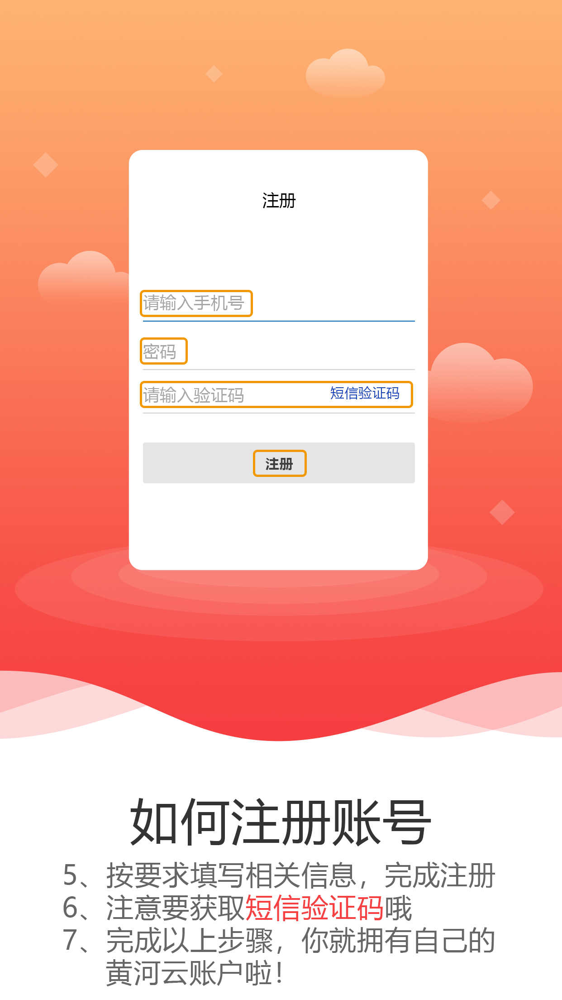 注册
请输入手机号
密码
请输入验证码 短信验证码
注册
如何注册账号
5、按要求填写相关信息，完成注册
6、注意要获取短信验证码哦
7、完成以上步骤，你就拥有自己的
黄河云账户啦！